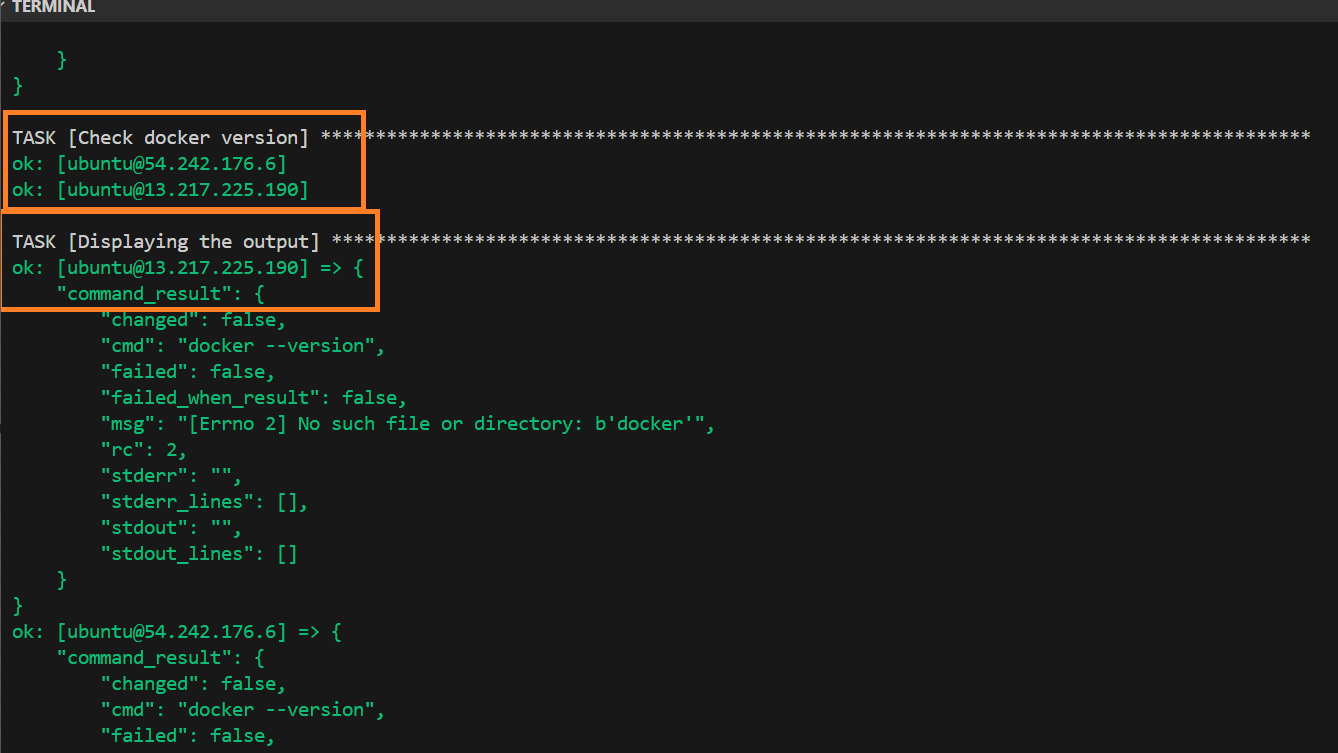 TERMINAL
    }
}
TASK [Check docker version] ******************************************************************************************
ok: [ubuntu@54.242.176.6]
ok: [ubuntu@13.217.225.190]
TASK [Displaying the output] *****************************************************************************************
ok: [ubuntu@13.217.225.190] => {
    "command_result": {
        "changed": false,
        "cmd": "docker --version",
        "failed": false,
        "failed_when_result": false,
        "msg": "[Errno 2] No such file or directory: b'docker'",
        "rc": 2,
        "stderr": "",
        "stderr_lines": [],
        "stdout": "",
        "stdout_lines": []
    }
}
ok: [ubuntu@54.242.176.6] => {
    "command_result": {
        "changed": false,
        "cmd": "docker --version",
        "failed": false,